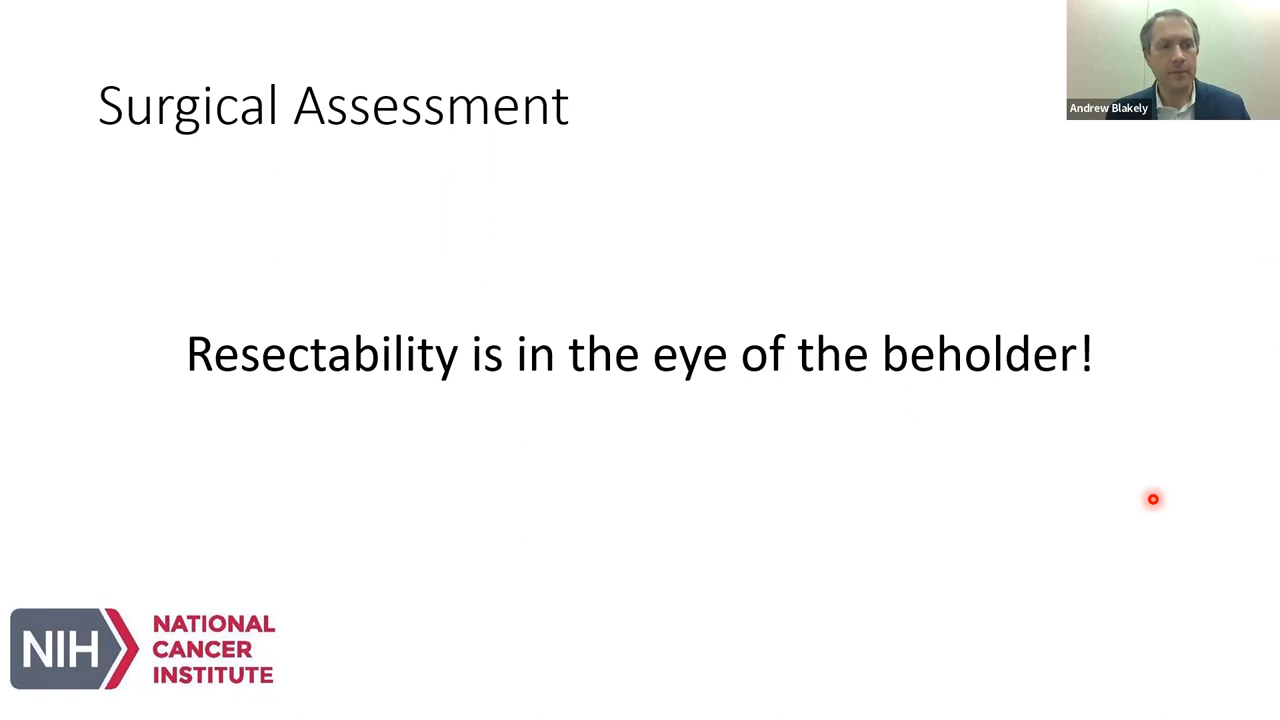 Surgical Assessment
Andrew Blakely
Resectability is in the eye of the beholder!
NIH
NATIONAL
CANCER
INSTITUTE